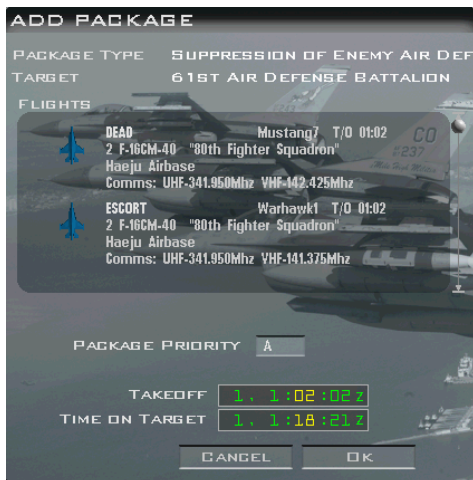 ADD PACKAGE
PACKAGE TYPE SUPPRESSION OF ENEMY AIR DEF
TARGET 61ST AIR DEFENSE BATTALION
FLIGHTS
DEAD Mustang7 T/O 01:02
2 F-16CM-40 "80th Fighter Squadron"
Haeju Airbase
Comms: UHF-341.950Mhz VHF-142.425Mhz
ESCORT Warhawk1 T/O 01:02
2 F-16CM-40 "80th Fighter Squadron"
Haeju Airbase
Comms: UHF-341.950Mhz VHF-141.375Mhz
PACKAGE PRIORITY A
TAKEOFF 1, 1:02:02z
TIME ON TARGET 1, 1:18:21z
CANCEL OK